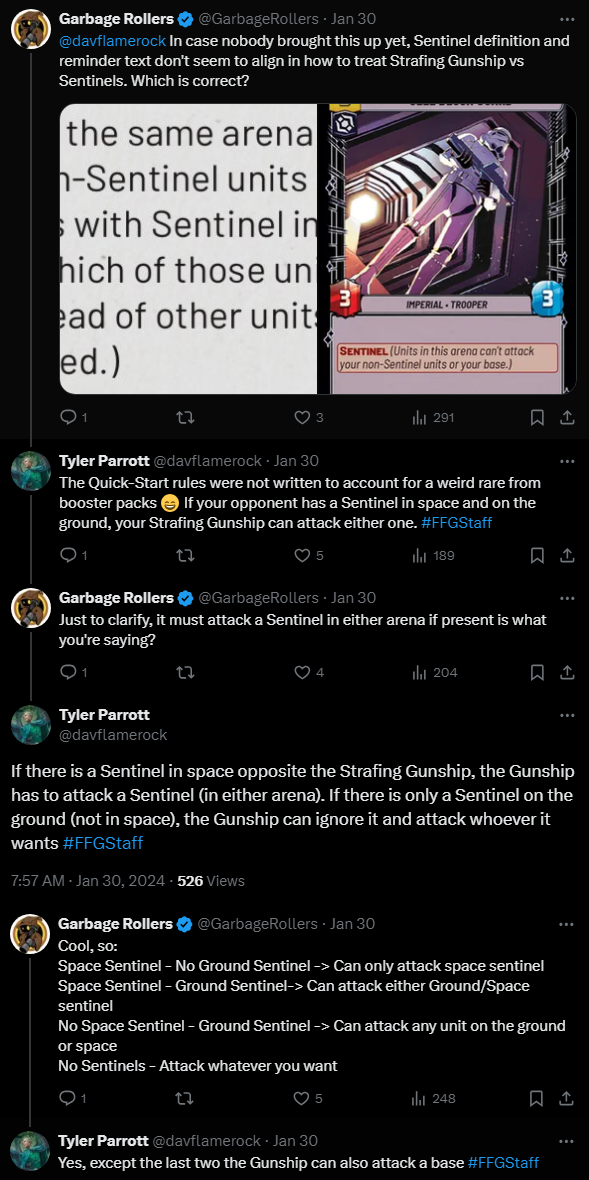 Garbage Rollers @GarbageRollers · Jan 30
@davflamerock In case nobody brought this up yet, Sentinel definition and
reminder text don't seem to align in how to treat Strafing Gunship vs
Sentinels. Which is correct?
the same arena
n-Sentinel units
s with Sentinel in
hich of those uni
ead of other units
ed.)
3
IMPERIAL • TROOPER
3
SENTINEL (Units in this arena can't attack
your non-Sentinel units or your base.)
1 3 291
Tyler Parrott @davflamerock · Jan 30
The Quick-Start rules were not written to account for a weird rare from
booster packs 😄 If your opponent has a Sentinel in space and on the
ground, your Strafing Gunship can attack either one. #FFGStaff
1 5 189
Garbage Rollers @GarbageRollers · Jan 30
Just to clarify, it must attack a Sentinel in either arena if present is what
you're saying?
1 4 204
Tyler Parrott
@davflamerock
If there is a Sentinel in space opposite the Strafing Gunship, the Gunship
has to attack a Sentinel (in either arena). If there is only a Sentinel on the
ground (not in space), the Gunship can ignore it and attack whoever it
wants #FFGStaff
7:57 AM · Jan 30, 2024 · 526 Views
Garbage Rollers @GarbageRollers · Jan 30
Cool, so:
Space Sentinel - No Ground Sentinel -> Can only attack space sentinel
Space Sentinel - Ground Sentinel-> Can attack either Ground/Space
sentinel
No Space Sentinel - Ground Sentinel -> Can attack any unit on the ground
or space
No Sentinels - Attack whatever you want
1 5 248
Tyler Parrott @davflamerock · Jan 30
Yes, except the last two the Gunship can also attack a base #FFGStaff